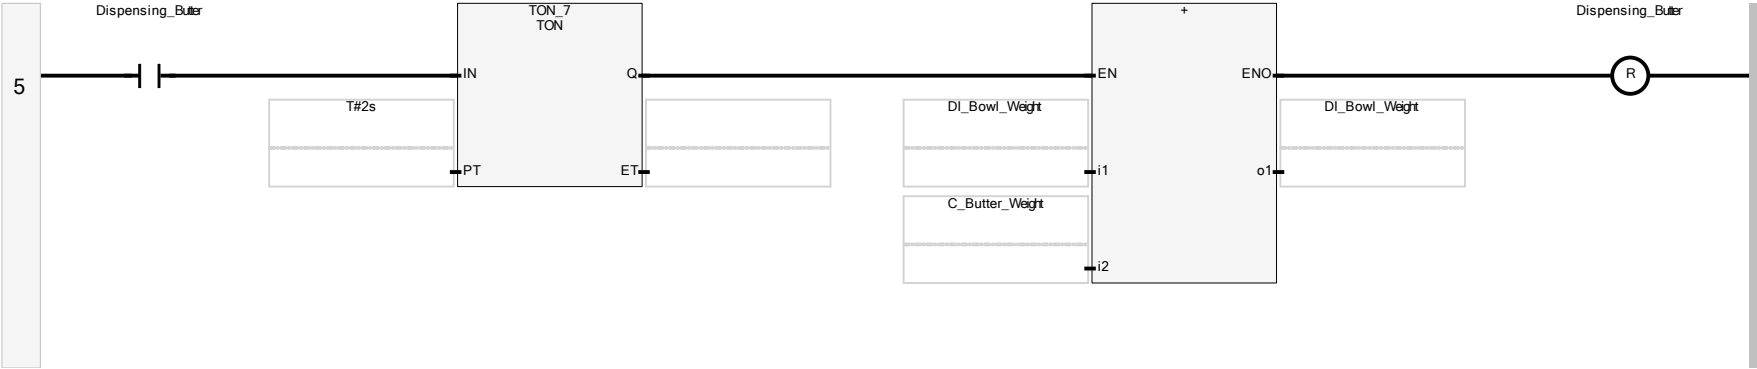 Dispensing_Butter
TON_7
TON
+
Dispensing_Butter
5
IN
Q
EN
ENO
R
T#2s
DI_Bowl_Weight
DI_Bowl_Weight
PT
ET
i1
o1
C_Butter_Weight
i2